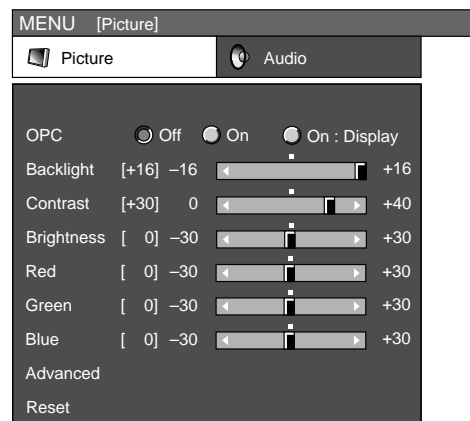 MENU [Picture]
Picture Audio
OPC Off On On : Display
Backlight [+16] –16 +16
Contrast [+30] 0 +40
Brightness [ 0] –30 +30
Red [ 0] –30 +30
Green [ 0] –30 +30
Blue [ 0] –30 +30
Advanced
Reset